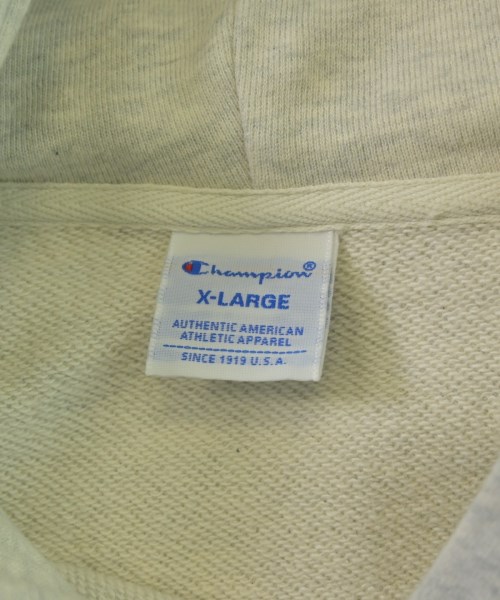 Champion®
X-LARGE
AUTHENTIC AMERICAN
ATHLETIC APPAREL
SINCE 1919 U.S.A.